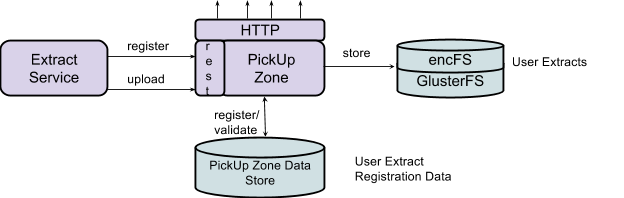 HTTP
register
Extract
Service
rest
PickUp
Zone
store
encFS
GlusterFS
User Extracts
upload
register/
validate
PickUp Zone Data
Store
User Extract
Registration Data